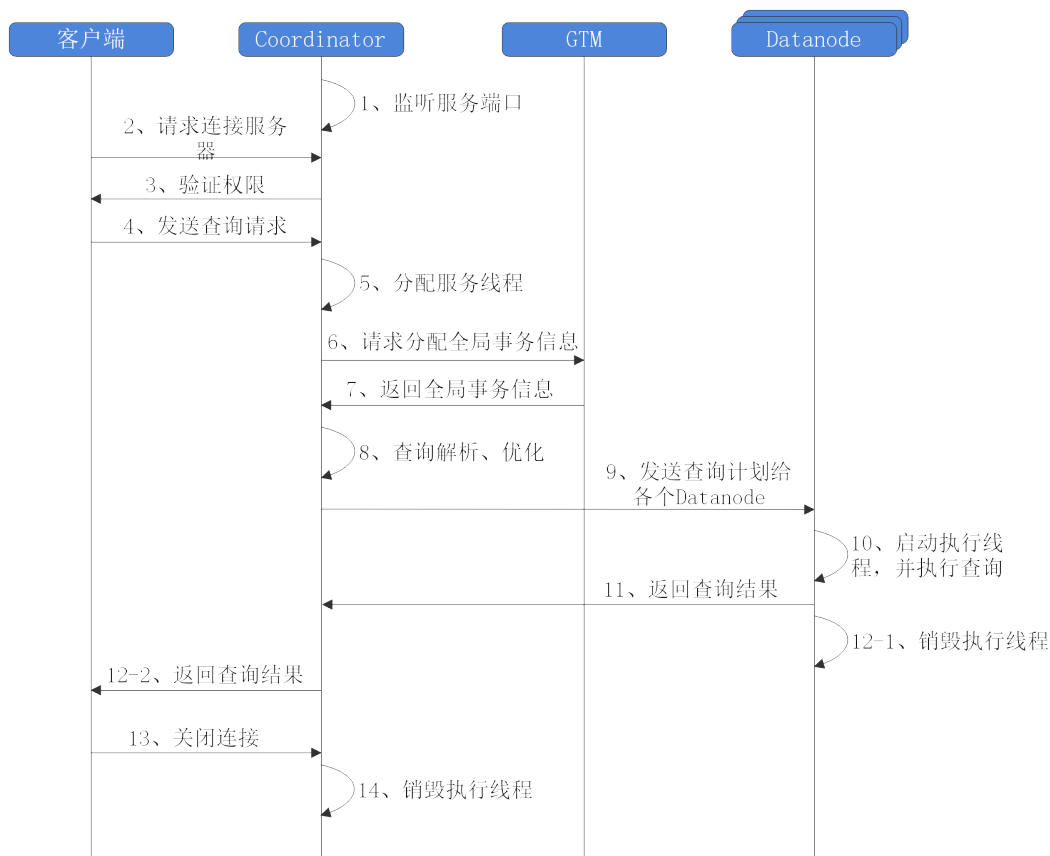 客户端
Coordinator
GTM
Datanode
1、监听服务端口
2、请求连接服务
器
3、验证权限
4、发送查询请求
5、分配服务线程
6、请求分配全局事务信息
7、返回全局事务信息
8、查询解析、优化
9、发送查询计划给
各个Datanode
10、启动执行线
程，并执行查询
11、返回查询结果
12-1、销毁执行线程
12-2、返回查询结果
13、关闭连接
14、销毁执行线程